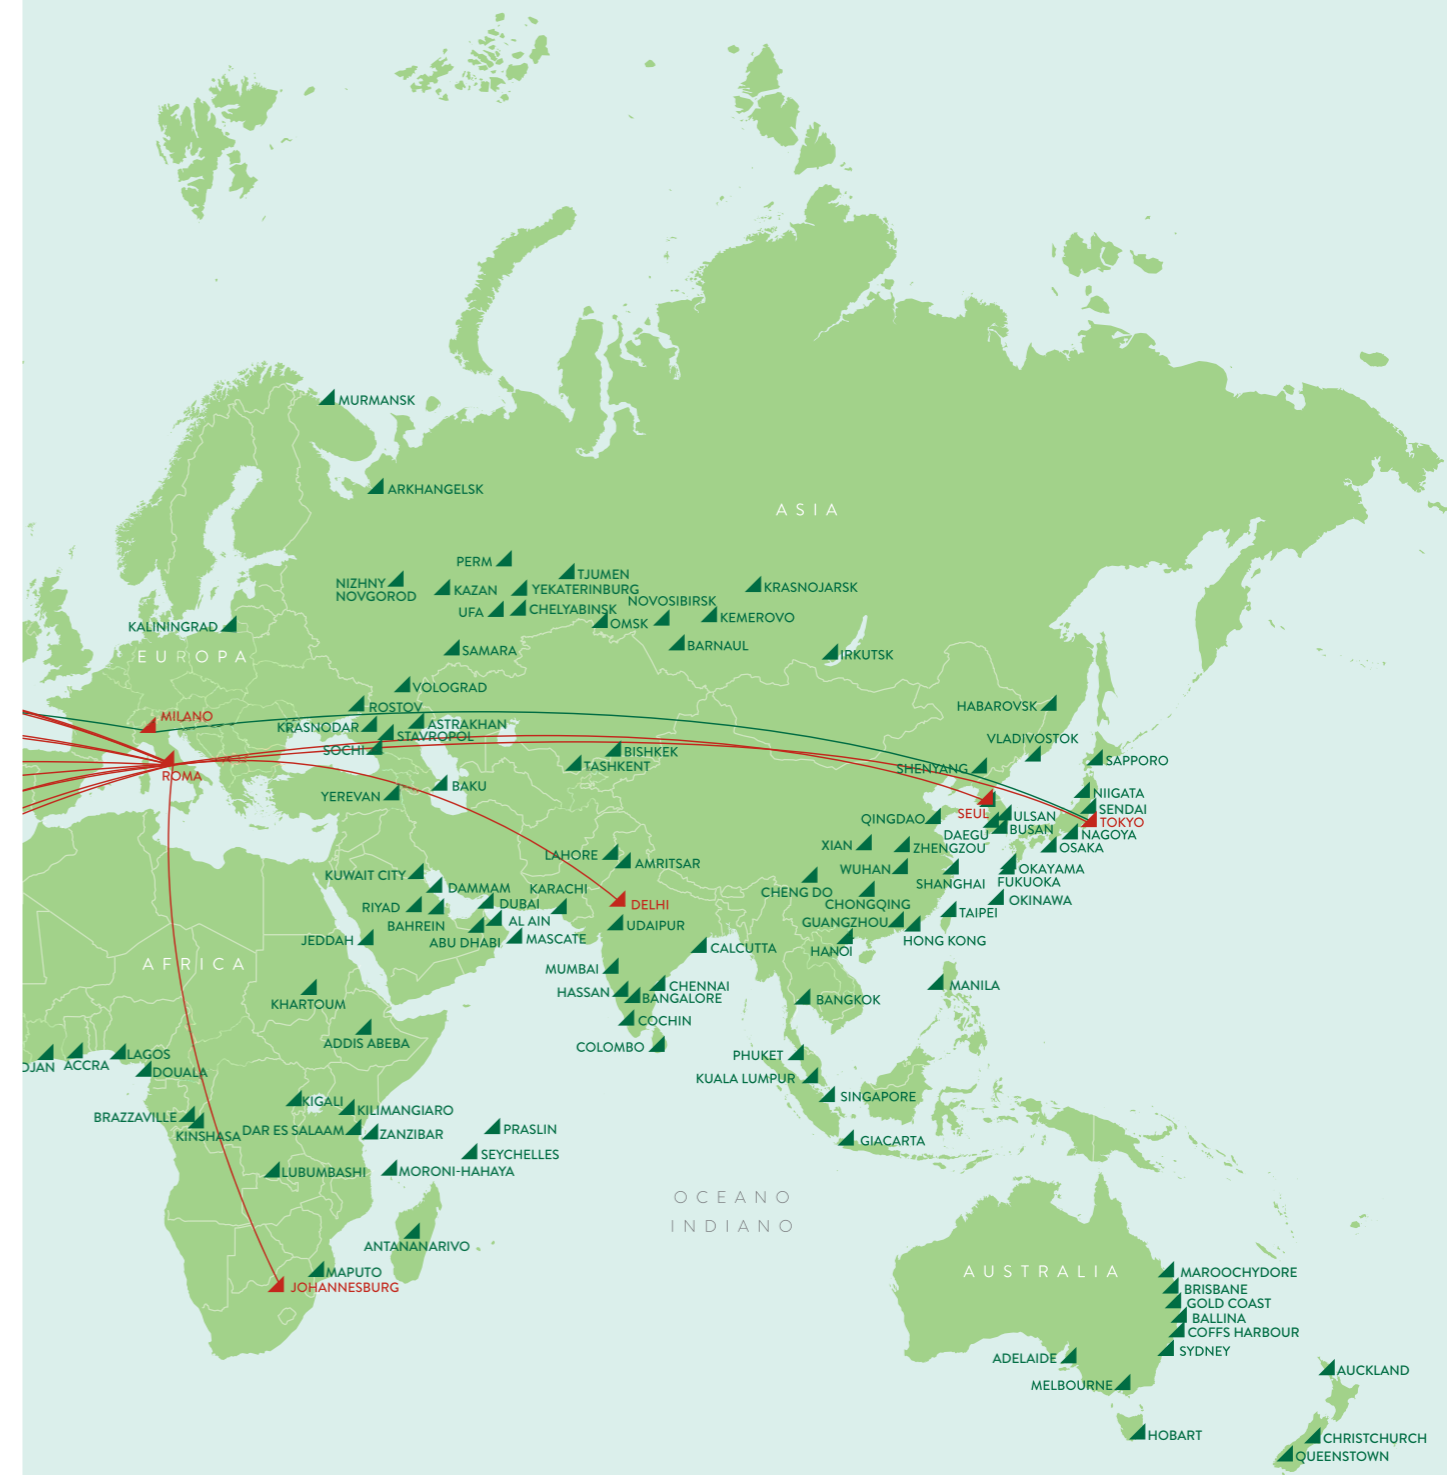 MURMANSK
ARKHANGELSK
ASIA
PERM
TJUMEN
NIZHNY
NOVGOROD
KAZAN
YEKATERINBURG
KRASNOJARSK
NOVOSIBIRSK
UFA
CHELYABINSK
OMSK
KEMEROVO
KALININGRAD
EUROPA
SAMARA
BARNAUL
IRKUTSK
VOLOGRAD
ROSTOV
HABAROVSK
MILANO
KRASNODAR
ASTRAKHAN
STAVROPOL
SOCHI
VLADIVOSTOK
BISHKEK
TASHKENT
SHENYANG
SAPPORO
ROMA
YEREVAN
BAKU
NIIGATA
SENDAI
SEUL
ULSAN
TOKYO
QINGDAO
DAEGU
BUSAN
NAGOYA
XIAN
ZHENGZOU
OSAKA
LAHORE
AMRITSAR
WUHAN
OKAYAMA
KUWAIT CITY
DAMMAM
KARACHI
CHENG DO
SHANGHAI
FUKUOKA
RIYAD
DUBAI
DELHI
CHONGQING
OKINAWA
BAHREIN
AL AIN
UDAIPUR
GUANGZHOU
TAIPEI
JEDDAH
ABU DHABI
MASCATE
CALCUTTA
HANOI
HONG KONG
AFRICA
MUMBAI
CHENNAI
MANILA
KHARTOUM
HASSAN
BANGALORE
BANGKOK
COCHIN
ADDIS ABEBA
COLOMBO
DJAN
ACCRA
LAGOS
PHUKET
DOUALA
KUALA LUMPUR
KIGALI
KILIMANGIARO
SINGAPORE
BRAZZAVILLE
KINSHASA
DAR ES SALAAM
ZANZIBAR
PRASLIN
GIACARTA
SEYCHELLES
LUBUMBASHI
MORONI-HAHAYA
OCEANO
INDIANO
ANTANANARIVO
MAPUTO
JOHANNESBURG
AUSTRALIA
MAROOCHYDORE
BRISBANE
GOLD COAST
BALLINA
COFFS HARBOUR
SYDNEY
ADELAIDE
AUCKLAND
MELBOURNE
HOBART
CHRISTCHURCH
QUEENSTOWN